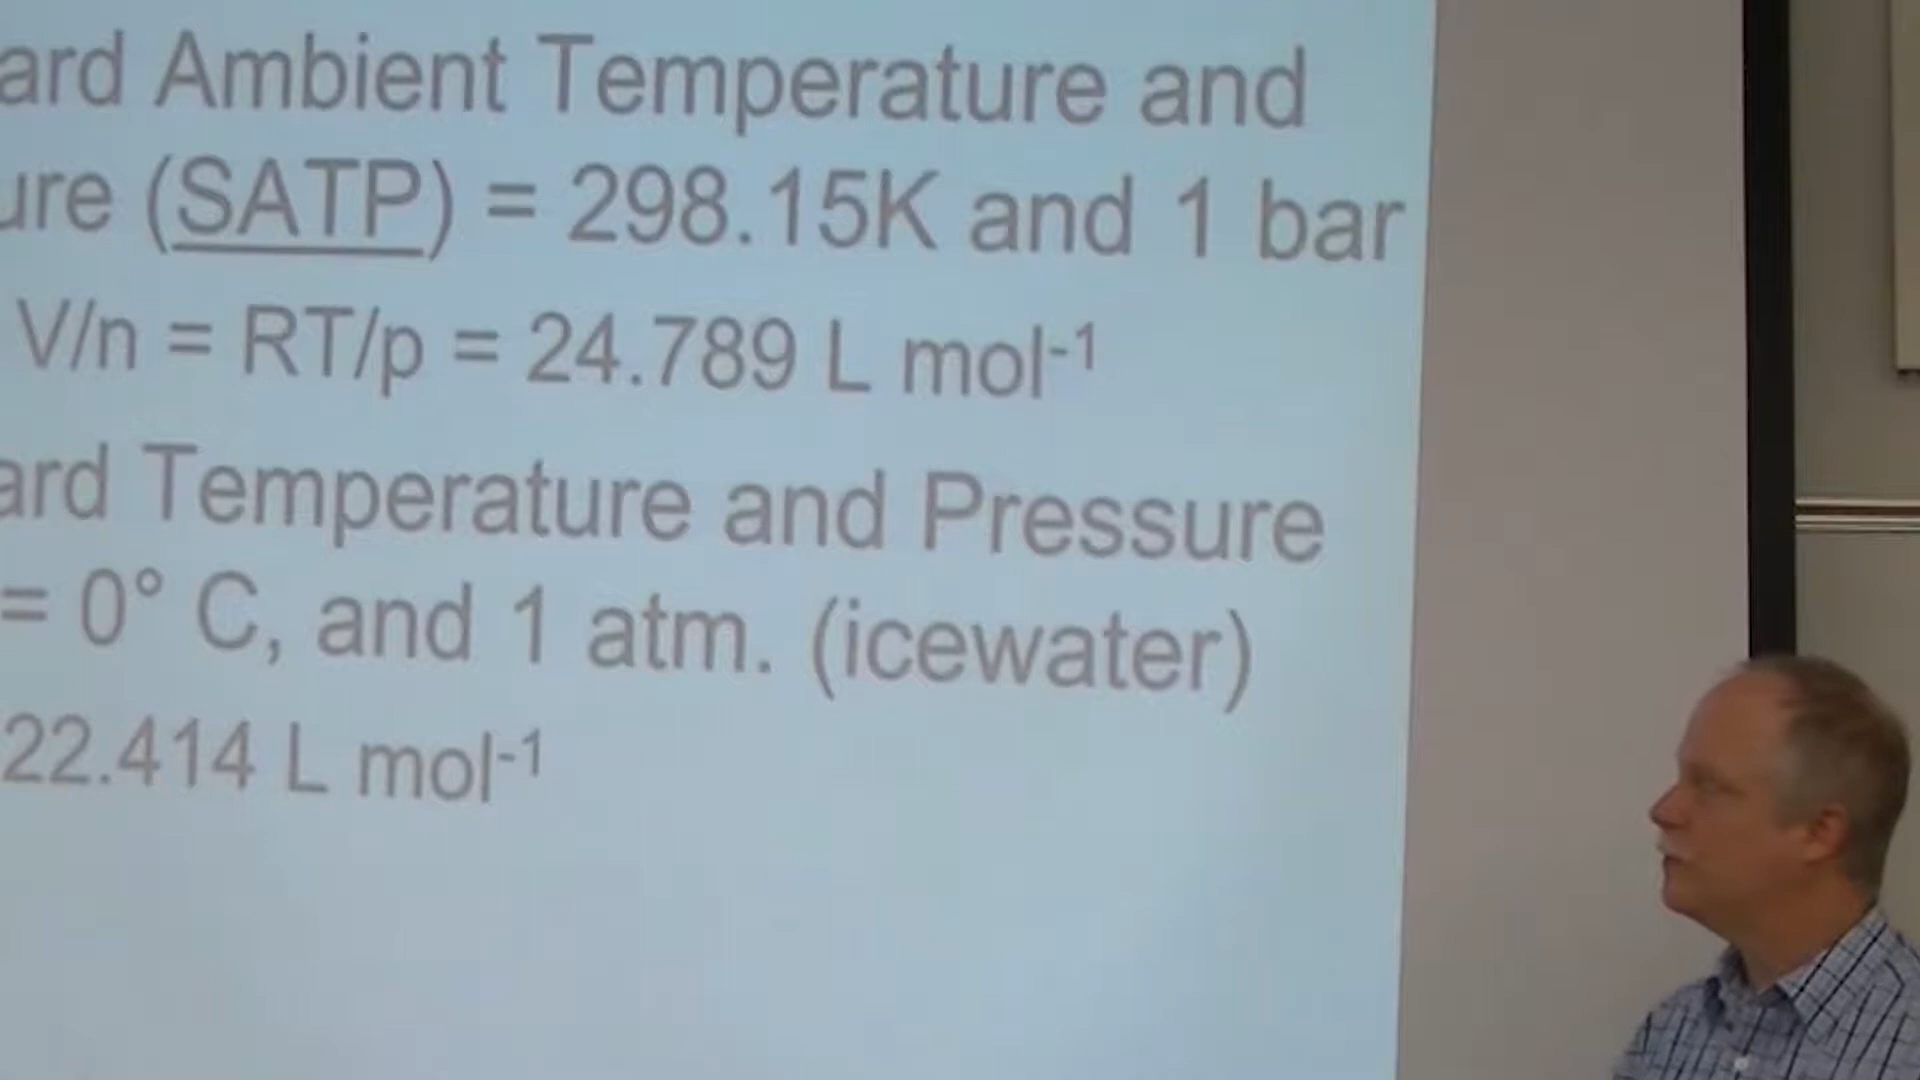 ard Ambient Temperature and
ure (SATP) = 298.15K and 1 bar
V/n = RT/p = 24.789 L mol⁻¹
ard Temperature and Pressure
= 0° C, and 1 atm. (icewater)
22.414 L mol⁻¹